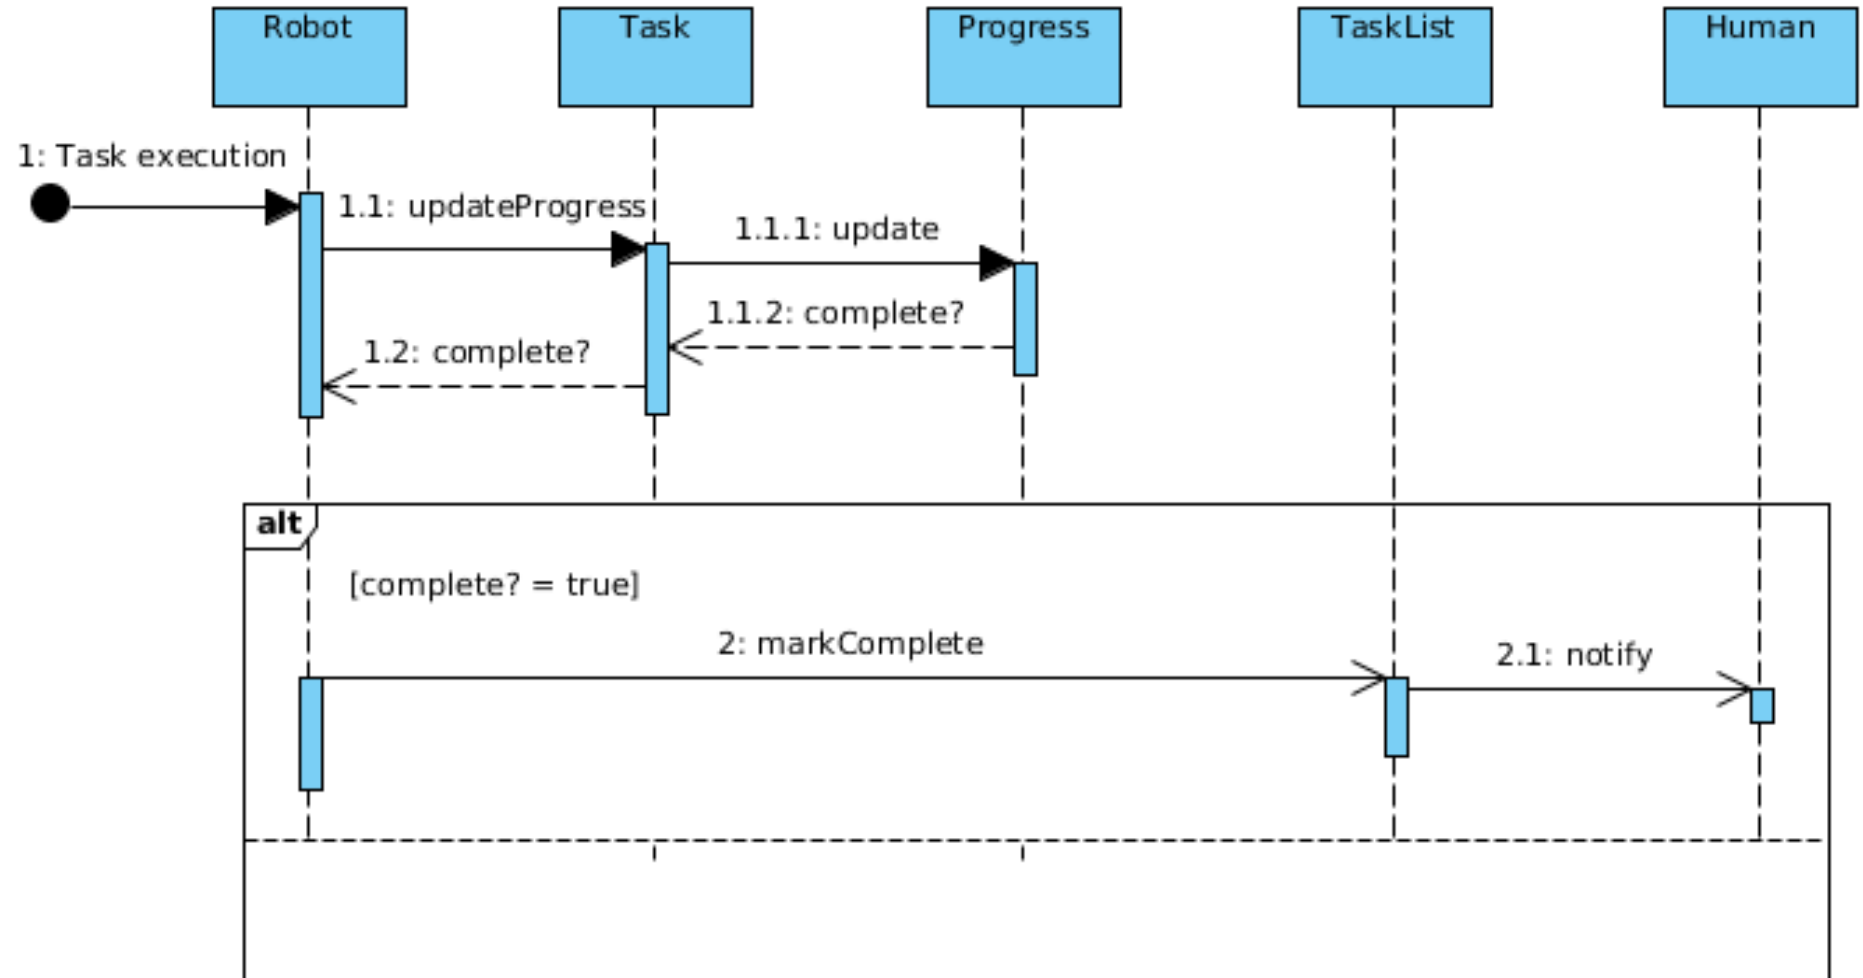 Robot
Task
Progress
TaskList
Human
1: Task execution
1.1: updateProgress
1.1.1: update
1.1.2: complete?
1.2: complete?
alt
[complete? = true]
2: markComplete
2.1: notify